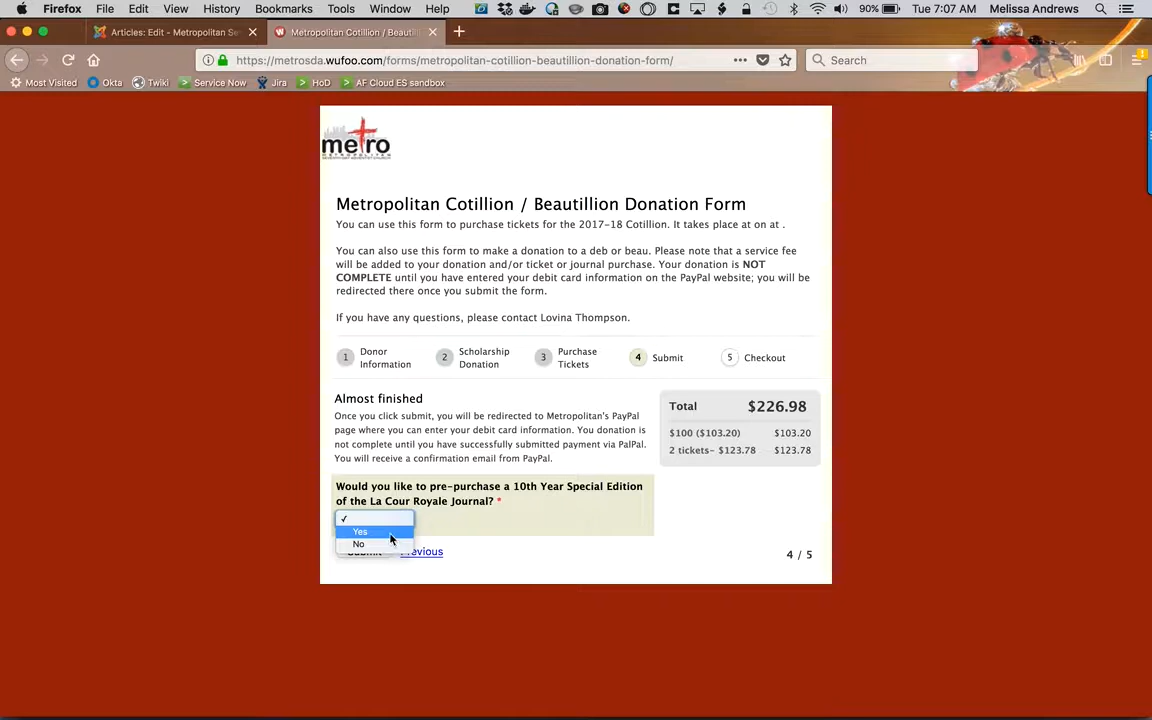 Firefox File Edit View History Bookmarks Tools Window Help 90% Tue 7:07 AM Melissa Andrews
Articles: Edit - Metropolitan Se
Metropolitan Cotillion / Beautil
https://metrosda.wufoo.com/forms/metropolitan-cotillion-beautillion-donation-form/
Search
Most Visited Okta Twiki Service Now Jira HoD AF Cloud ES sandbox
metro
Metropolitan Cotillion / Beautillion Donation Form
You can use this form to purchase tickets for the 2017-18 Cotillion. It takes place at on at .
You can also use this form to make a donation to a deb or beau. Please note that a service fee
will be added to your donation and/or ticket or journal purchase. Your donation is NOT
COMPLETE until you have entered your debit card information on the PayPal website; you will be
redirected there once you submit the form.
If you have any questions, please contact Lovina Thompson.
1 Donor Information
2 Scholarship Donation
3 Purchase Tickets
4 Submit
5 Checkout
Almost finished
Once you click submit, you will be redirected to Metropolitan's PayPal
page where you can enter your debit card information. You donation is
not complete until you have successfully submitted payment via PalPal.
You will receive a confirmation email from PayPal.
Total $226.98
$100 ($103.20) $103.20
2 tickets- $123.78 $123.78
Would you like to pre-purchase a 10th Year Special Edition
of the La Cour Royale Journal? *
✓
Yes
No
Submit Previous
4 / 5